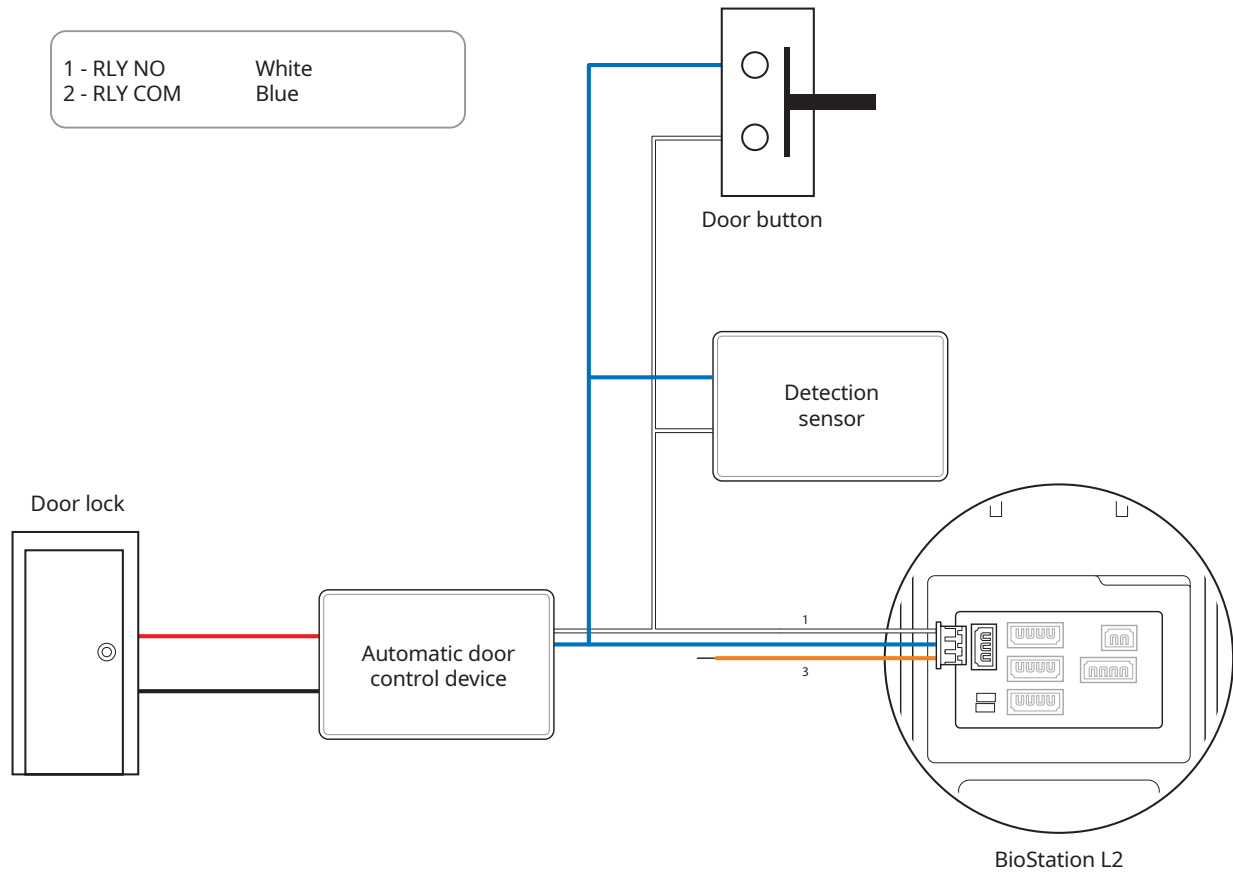 1 - RLY NO White
2 - RLY COM Blue
Door button
Detection
sensor
Door lock
1
Automatic door
control device
3
BioStation L2